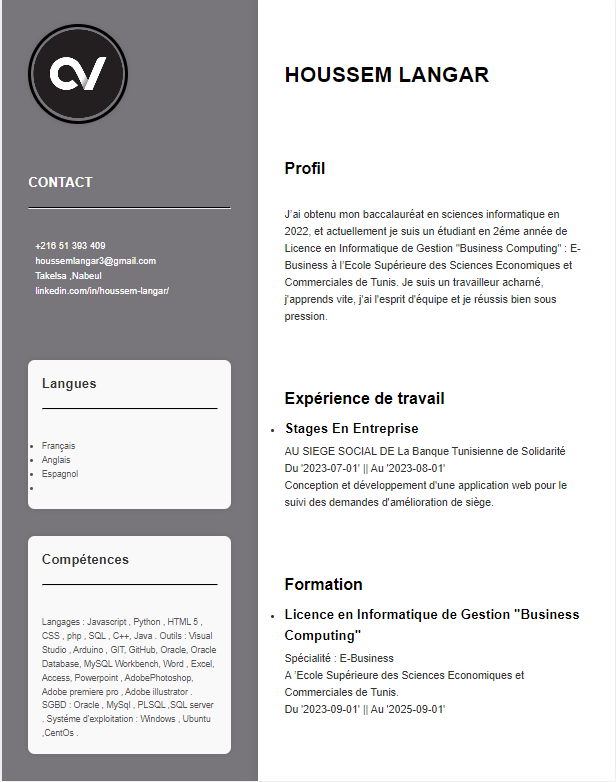 CV
HOUSSEM LANGAR
CONTACT
+216 51 393 409
houssemlangar3@gmail.com
Takelsa ,Nabeul
linkedin.com/in/houssem-langar/
Langues
Français
Anglais
Espagnol
Compétences
Langages : Javascript , Python , HTML 5 ,
CSS , php , SQL , C++, Java . Outils : Visual
Studio , Arduino , GIT, GitHub, Oracle, Oracle
Database, MySQL Workbench, Word , Excel,
Access, Powerpoint , AdobePhotoshop,
Adobe premiere pro , Adobe illustrator .
SGBD : Oracle , MySql , PLSQL ,SQL server
. Systéme d'exploitation : Windows , Ubuntu
,CentOs .
Profil
J'ai obtenu mon baccalauréat en sciences informatique en
2022, et actuellement je suis un étudiant en 2éme année de
Licence en Informatique de Gestion "Business Computing" : E-
Business à l'Ecole Supérieure des Sciences Economiques et
Commerciales de Tunis. Je suis un travailleur acharné,
j'apprends vite, j'ai l'esprit d'équipe et je réussis bien sous
pression.
Expérience de travail
Stages En Entreprise
AU SIEGE SOCIAL DE La Banque Tunisienne de Solidarité
Du '2023-07-01' || Au '2023-08-01'
Conception et développement d'une application web pour le
suivi des demandes d'amélioration de siège.
Formation
Licence en Informatique de Gestion "Business
Computing"
Spécialité : E-Business
A 'Ecole Supérieure des Sciences Economiques et
Commerciales de Tunis.
Du '2023-09-01' || Au '2025-09-01'